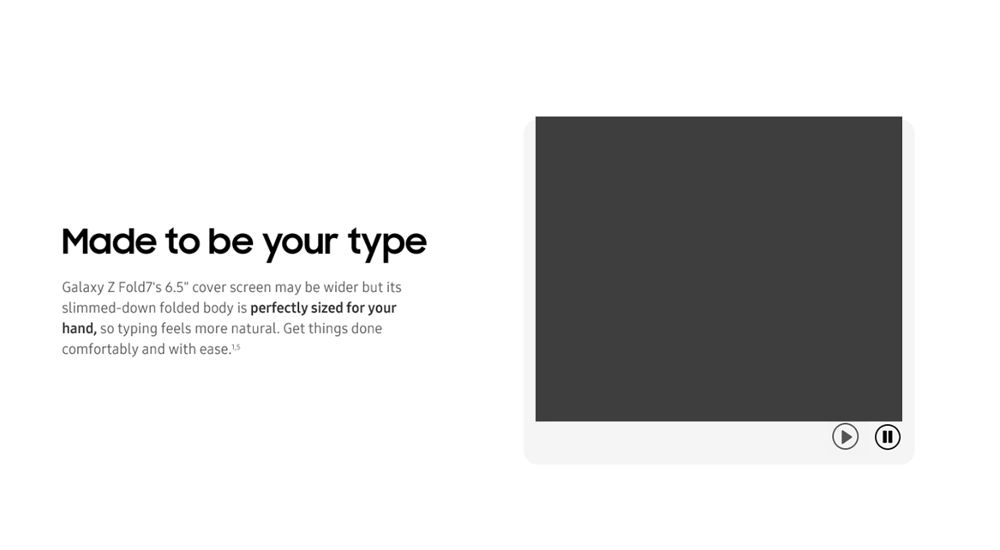 Made to be your type
Galaxy Z Fold7's 6.5" cover screen may be wider but its
slimmed-down folded body is perfectly sized for your
hand, so typing feels more natural. Get things done
comfortably and with ease.1,5